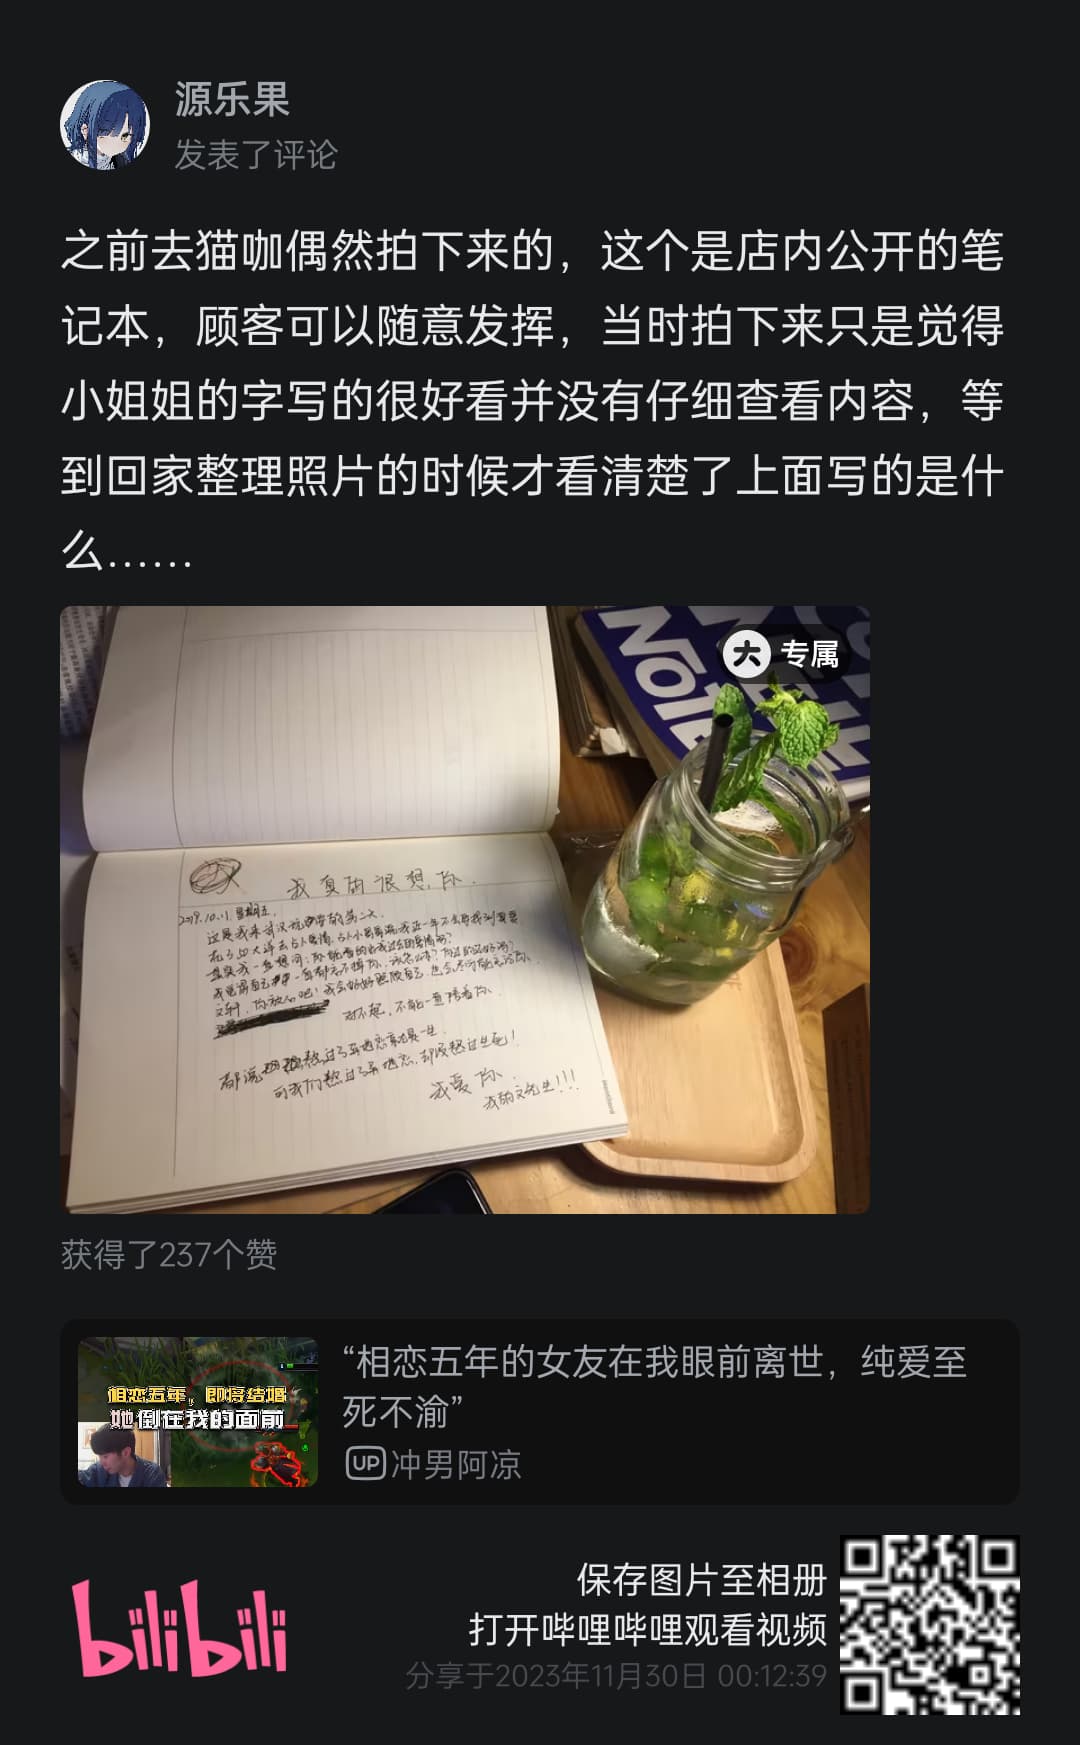 源乐果
发表了评论
之前去猫咖偶然拍下来的，这个是店内公开的笔
记本，顾客可以随意发挥，当时拍下来只是觉得
小姐姐的字写的很好看并没有仔细查看内容，等
到回家整理照片的时候才看清楚了上面写的是什
么……
NOTE
大 专属
我真的很想你.
2019.10.11. 星期五.
这是我来武汉玩的第二天.
对不起,不能一直陪着你.
都说熬过了异地恋就是一生.
可我们熬过了异地恋,却没熬过生死!
我爱你.
我的文先生!!!
获得了237个赞
相恋五年，即将结婚
她倒在我的面前
“相恋五年的女友在我眼前离世，纯爱至
死不渝”
UP 冲男阿凉
bilibili
保存图片至相册
打开哔哩哔哩观看视频
分享于2023年11月30日 00:12:39